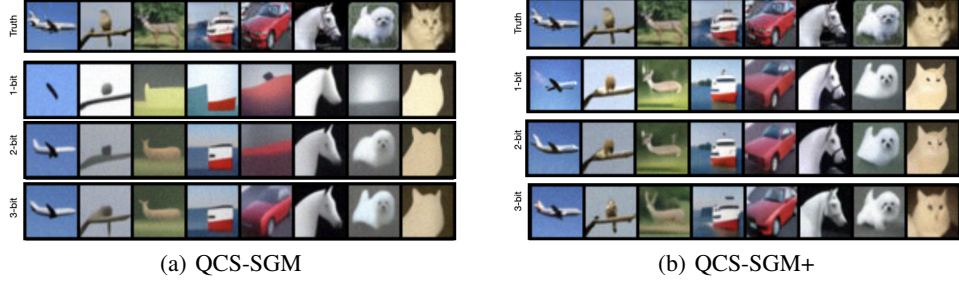 Truth
1-bit
2-bit
3-bit
(a) QCS-SGM
Truth
1-bit
2-bit
3-bit
(b) QCS-SGM+